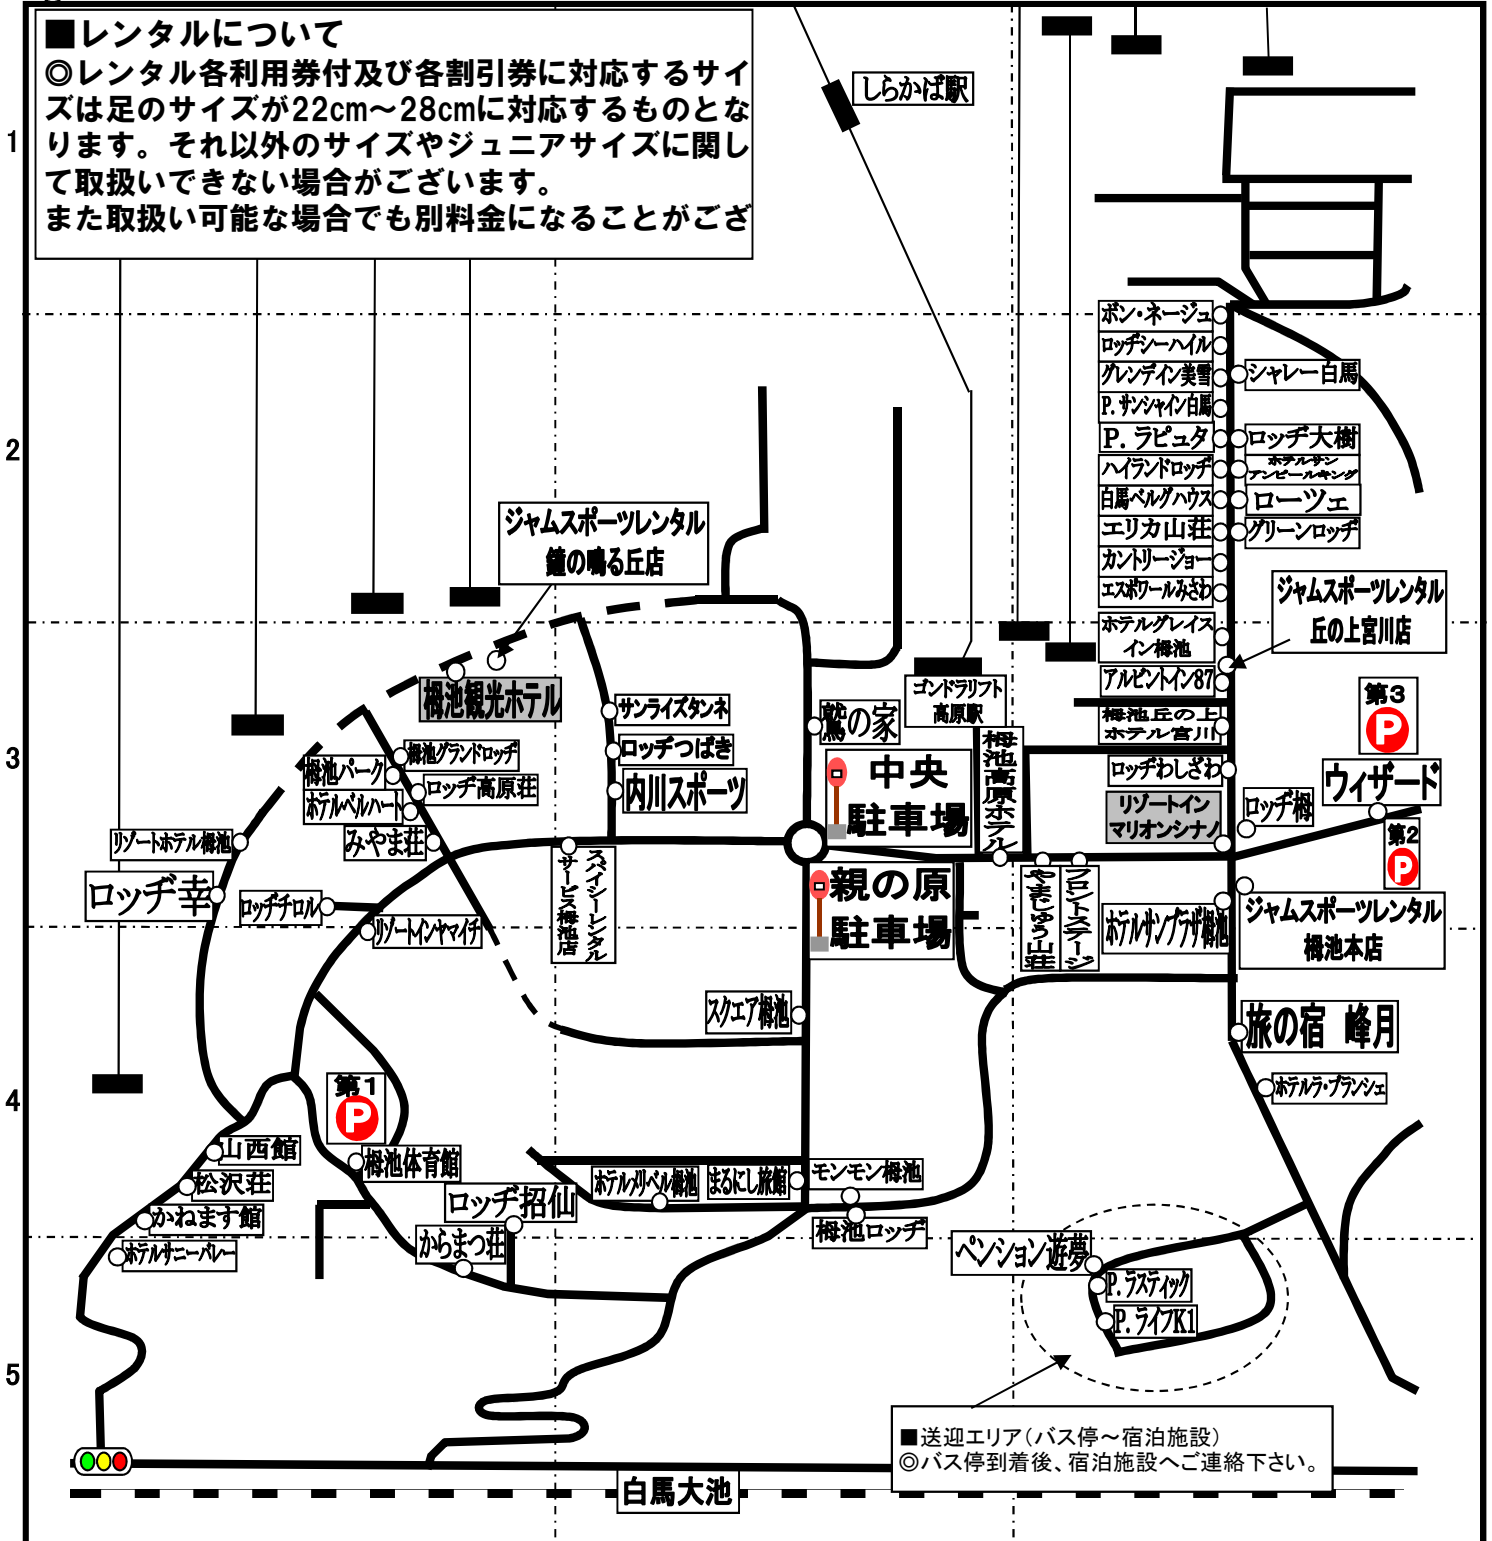 ■レンタルについて
◎レンタル各利用券付及び各割引券に対応するサイ
ズは足のサイズが22cm～28cmに対応するものとな
ります。それ以外のサイズやジュニアサイズに関し
て取扱いできない場合がございます。
また取扱い可能な場合でも別料金になることがござ
しらかば駅
1
2
3
4
5
ボン・ネージュ
ロッヂシーハイル
グレンデイン美雪
シャレー白馬
P.サンシャイン白馬
P.ラピュタ
ロッヂ大樹
ハイランドロッヂ
ホテルサン
アンビールキング
白馬ベルグハウス
ローツェ
エリカ山荘
グリーンロッヂ
カントリージョー
エスポワールみさわ
ジャムスポーツレンタル
鐘の鳴る丘店
ジャムスポーツレンタル
丘の上宮川店
ホテルグレイス
イン栂池
アルピントイン87
栂池丘の上
ホテル宮川
ロッヂわしざわ
リゾートイン
マリオンシナノ
ロッヂ栂
ウィザード
第3
P
第2
P
栂池観光ホテル
サンライズタンネ
ロッヂつばき
内川スポーツ
鷲の家
ゴンドラリフト
高原駅
栂池高原ホテル
中央
駐車場
親の原
駐車場
栂池グランドロッヂ
栂池パーク
ロッヂ高原荘
ホテルベルハート
みやま荘
リゾートホテル栂池
ロッヂ幸
ロッヂチロル
リゾートインヤマイチ
スパイシーレンタル
サービス栂池店
やまじゅう山荘
フロントステージ
ホテルサンプラザ栂池
ジャムスポーツレンタル
栂池本店
スクエア栂池
旅の宿 峰月
ホテルラ・ブランシェ
第1
P
山西館
栂池体育館
松沢荘
かねます館
ホテルサニーバレー
ロッヂ招仙
からまつ荘
ホテルメリベル栂池
まるにし旅館
モンモン栂池
栂池ロッヂ
ペンション遊夢
P.ラスティック
P.ライフK1
■送迎エリア(バス停～宿泊施設)
◎バス停到着後、宿泊施設へご連絡下さい。
白馬大池